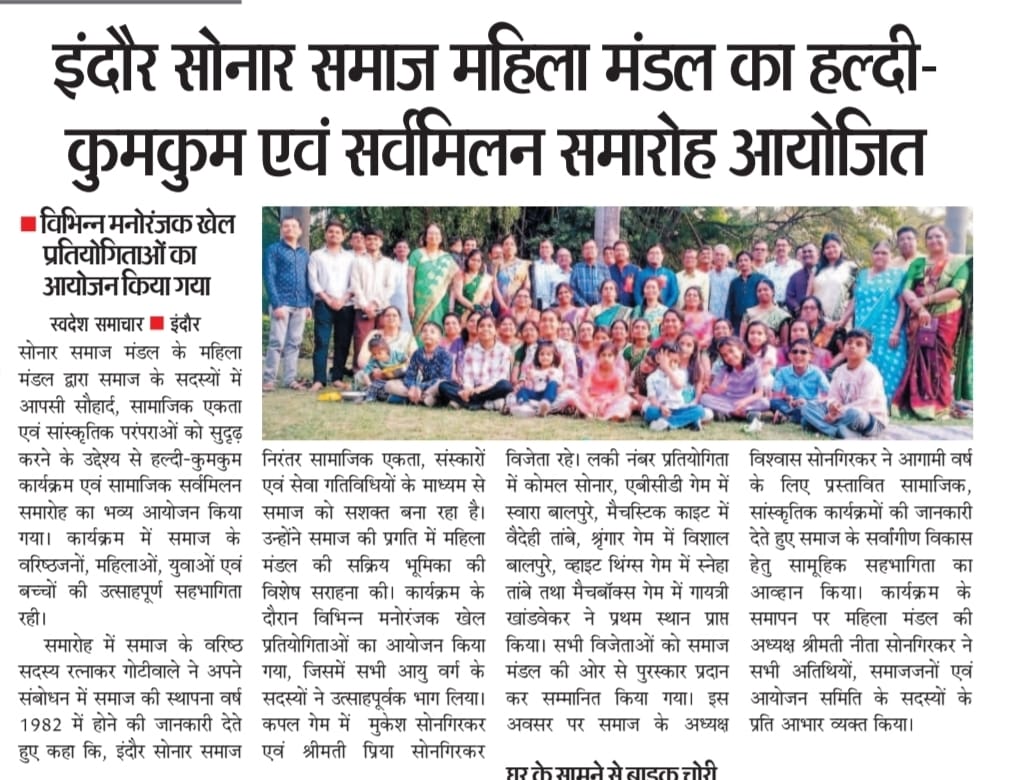 इंदौर सोनार समाज महिला मंडल का हल्दी-
कुमकुम एवं सर्वमिलन समारोह आयोजित
■ विभिन्न मनोरंजक खेल
प्रतियोगिताओं का
आयोजन किया गया
स्वदेश समाचार ■ इंदौर
सोनार समाज मंडल के महिला
मंडल द्वारा समाज के सदस्यों में
आपसी सौहार्द, सामाजिक एकता
एवं सांस्कृतिक परंपराओं को सुदृढ़
करने के उद्देश्य से हल्दी-कुमकुम
कार्यक्रम एवं सामाजिक सर्वमिलन
समारोह का भव्य आयोजन किया
गया। कार्यक्रम में समाज के
वरिष्ठजनों, महिलाओं, युवाओं एवं
बच्चों की उत्साहपूर्ण सहभागिता
रही।
समारोह में समाज के वरिष्ठ
सदस्य रत्नाकर गोटीवाले ने अपने
संबोधन में समाज की स्थापना वर्ष
1982 में होने की जानकारी देते
हुए कहा कि, इंदौर सोनार समाज
निरंतर सामाजिक एकता, संस्कारों
एवं सेवा गतिविधियों के माध्यम से
समाज को सशक्त बना रहा है।
उन्होंने समाज की प्रगति में महिला
मंडल की सक्रिय भूमिका की
विशेष सराहना की। कार्यक्रम के
दौरान विभिन्न मनोरंजक खेल
प्रतियोगिताओं का आयोजन किया
गया, जिसमें सभी आयु वर्ग के
सदस्यों ने उत्साहपूर्वक भाग लिया।
कपल गेम में मुकेश सोनगिरकर
एवं श्रीमती प्रिया सोनगिरकर
विजेता रहे। लकी नंबर प्रतियोगिता
में कोमल सोनार, एबीसीडी गेम में
स्वारा बालपुरे, मैचस्टिक काइट में
वैदेही तांबे, श्रृंगार गेम में विशाल
बालपुरे, व्हाइट थिंग्स गेम में स्नेहा
तांबे तथा मैचबॉक्स गेम में गायत्री
खांडवेकर ने प्रथम स्थान प्राप्त
किया। सभी विजेताओं को समाज
मंडल की ओर से पुरस्कार प्रदान
कर सम्मानित किया गया। इस
अवसर पर समाज के अध्यक्ष
विश्वास सोनगिरकर ने आगामी वर्ष
के लिए प्रस्तावित सामाजिक,
सांस्कृतिक कार्यक्रमों की जानकारी
देते हुए समाज के सर्वांगीण विकास
हेतु सामूहिक सहभागिता का
आव्हान किया। कार्यक्रम के
समापन पर महिला मंडल की
अध्यक्ष श्रीमती नीता सोनगिरकर ने
सभी अतिथियों, समाजजनों एवं
आयोजन समिति के सदस्यों के
प्रति आभार व्यक्त किया।
घर के सामने से बाइक चोरी